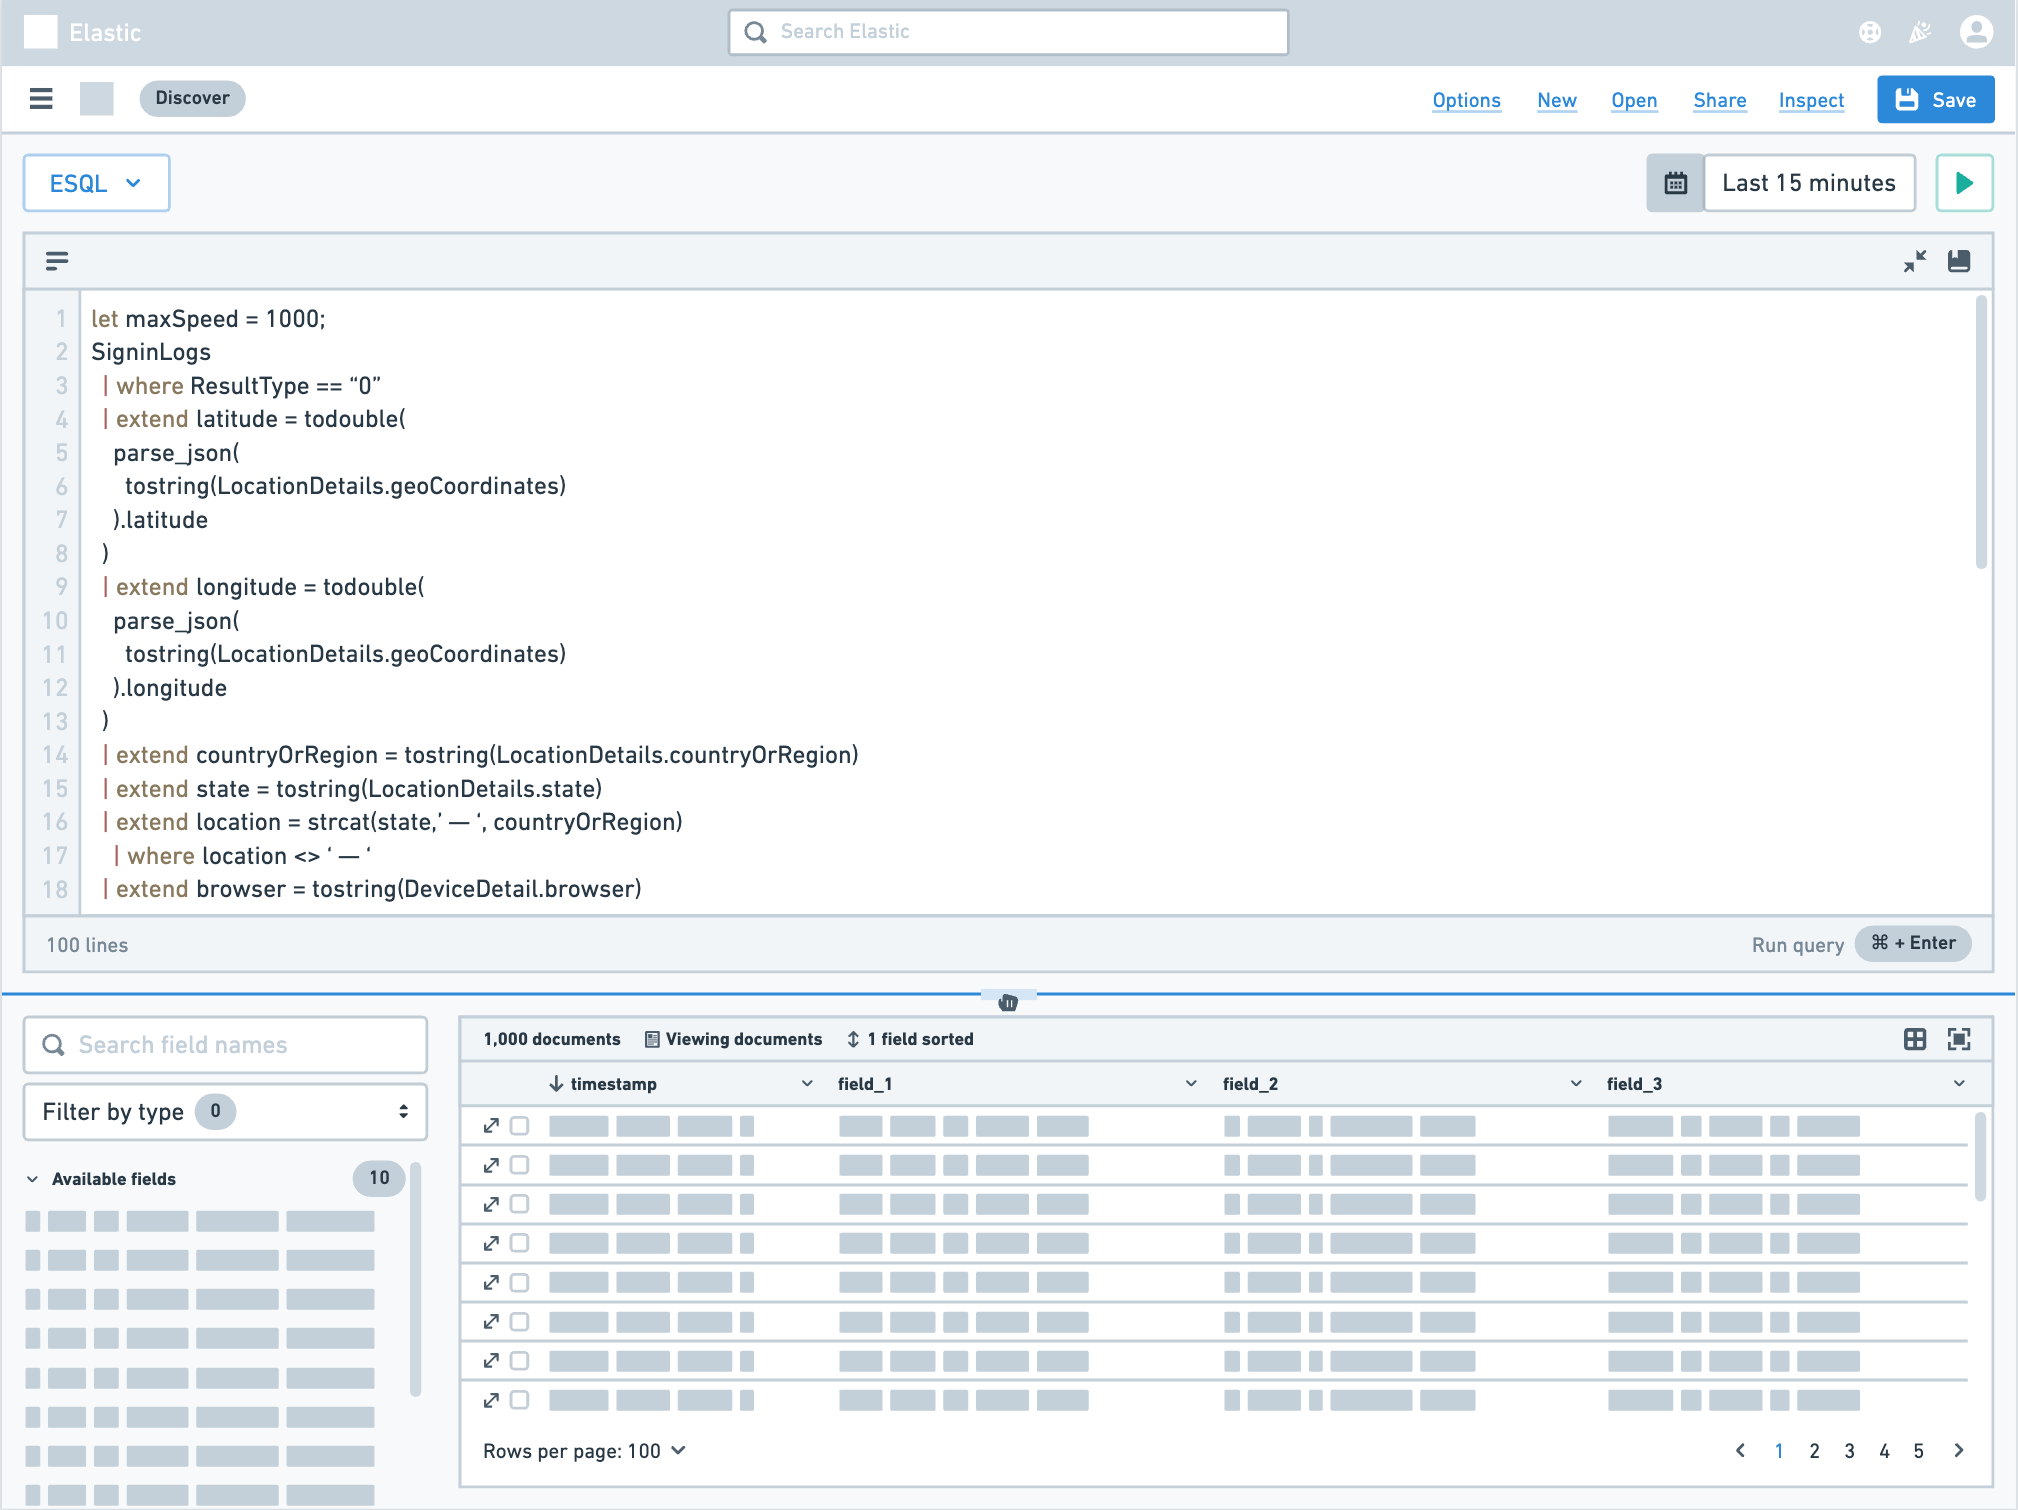 Elastic
Search Elastic
Discover
Options New Open Share Inspect Save
ESQL
Last 15 minutes
1 let maxSpeed = 1000;
2 SigninLogs
3 | where ResultType == “0”
4 | extend latitude = todouble(
5 parse_json(
6 tostring(LocationDetails.geoCoordinates)
7 ).latitude
8 )
9 | extend longitude = todouble(
10 parse_json(
11 tostring(LocationDetails.geoCoordinates)
12 ).longitude
13 )
14 | extend countryOrRegion = tostring(LocationDetails.countryOrRegion)
15 | extend state = tostring(LocationDetails.state)
16 | extend location = strcat(state,’ — ‘, countryOrRegion)
17 | where location <> ‘ — ‘
18 | extend browser = tostring(DeviceDetail.browser)
100 lines
Run query ⌘ + Enter
Search field names
Filter by type 0
Available fields 10
1,000 documents Viewing documents 1 field sorted
timestamp field_1 field_2 field_3
Rows per page: 100
1 2 3 4 5